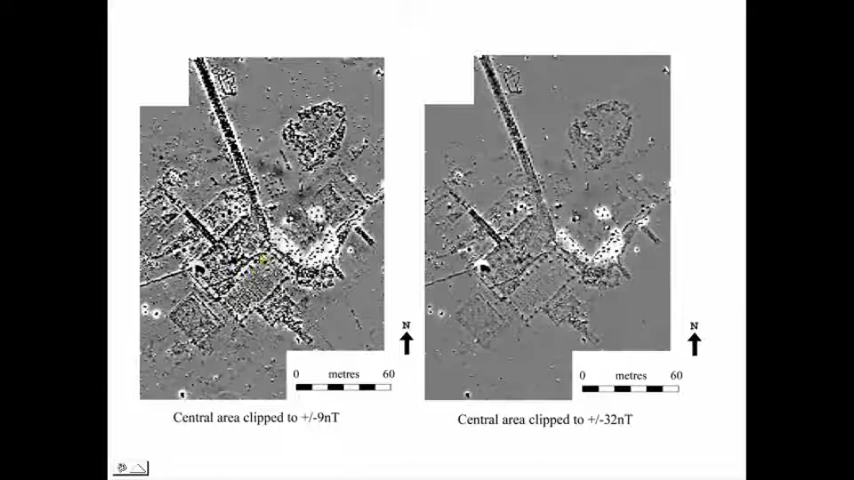 N
0 metres 60
Central area clipped to +/-9nT
N
0 metres 60
Central area clipped to +/-32nT